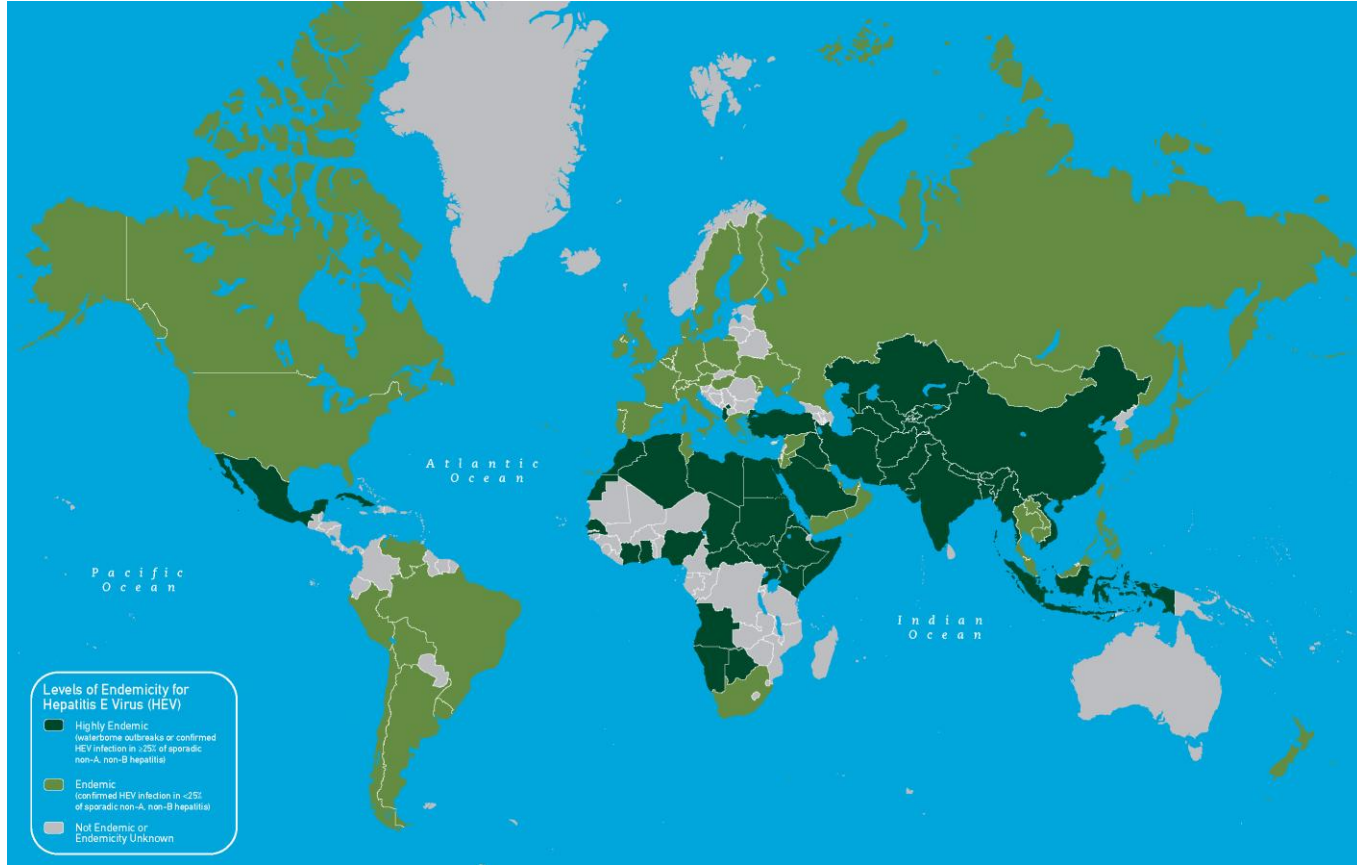 Atlantic
Ocean
Pacific
Ocean
Indian
Ocean
Levels of Endemicity for
Hepatitis E Virus (HEV)
Highly Endemic
(waterborne outbreaks or confirmed
HEV infection in ≥25% of sporadic
non-A, non-B hepatitis)
Endemic
(confirmed HEV infection in <25%
of sporadic non-A, non-B hepatitis)
Not Endemic or
Endemicity Unknown